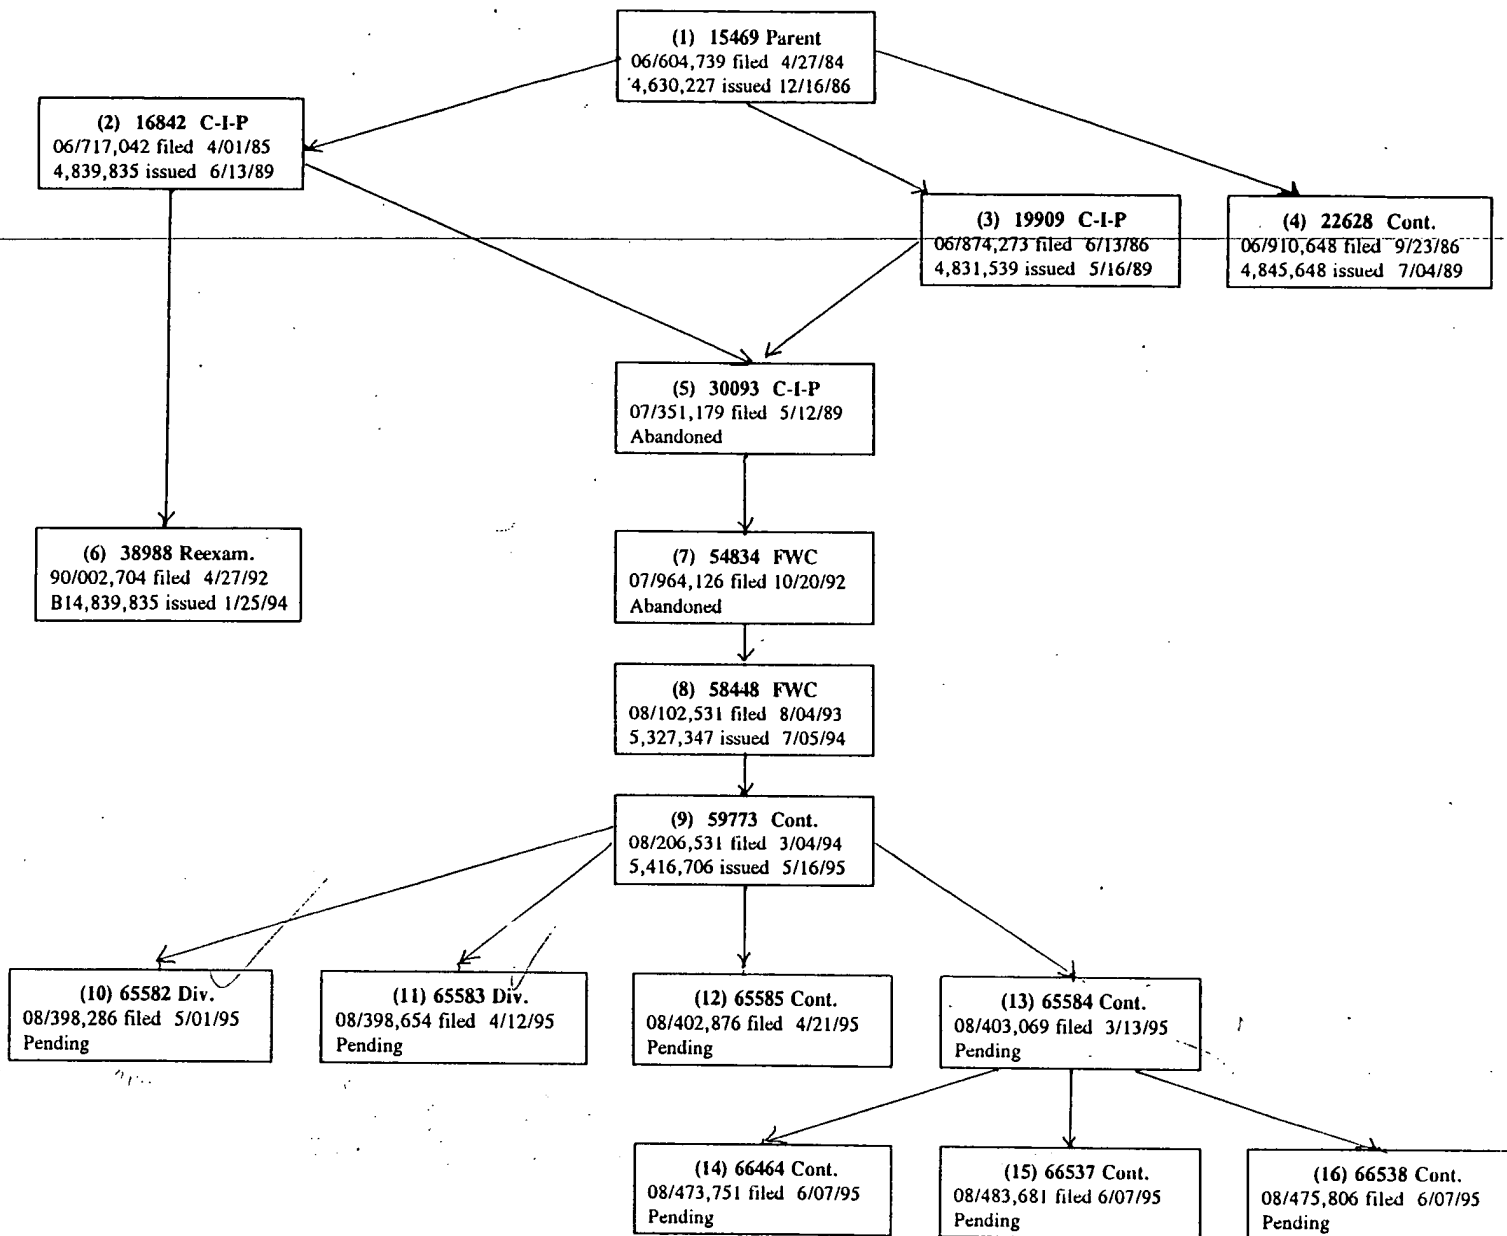 (1) 15469 Parent
06/604,739 filed 4/27/84
4,630,227 issued 12/16/86
(2) 16842 C-I-P
06/717,042 filed 4/01/85
4,839,835 issued 6/13/89
(3) 19909 C-I-P
06/874,273 filed 6/13/86
4,831,539 issued 5/16/89
(4) 22628 Cont.
06/910,648 filed 9/23/86
4,845,648 issued 7/04/89
(5) 30093 C-I-P
07/351,179 filed 5/12/89
Abandoned
(6) 38988 Reexam.
90/002,704 filed 4/27/92
B14,839,835 issued 1/25/94
(7) 54834 FWC
07/964,126 filed 10/20/92
Abandoned
(8) 58448 FWC
08/102,531 filed 8/04/93
5,327,347 issued 7/05/94
(9) 59773 Cont.
08/206,531 filed 3/04/94
5,416,706 issued 5/16/95
(10) 65582 Div.
08/398,286 filed 5/01/95
Pending
(11) 65583 Div.
08/398,654 filed 4/12/95
Pending
(12) 65585 Cont.
08/402,876 filed 4/21/95
Pending
(13) 65584 Cont.
08/403,069 filed 3/13/95
Pending
(14) 66464 Cont.
08/473,751 filed 6/07/95
Pending
(15) 66537 Cont.
08/483,681 filed 6/07/95
Pending
(16) 66538 Cont.
08/475,806 filed 6/07/95
Pending